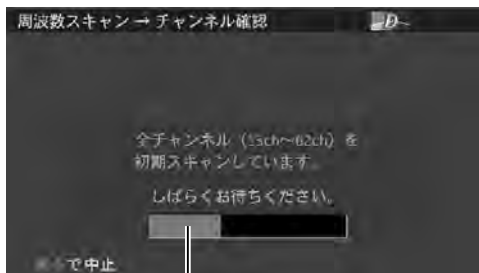 周波数スキャン → チャンネル確認
全チャンネル（13ch～62ch）を
初期スキャンしています。
しばらくお待ちください。
で中止